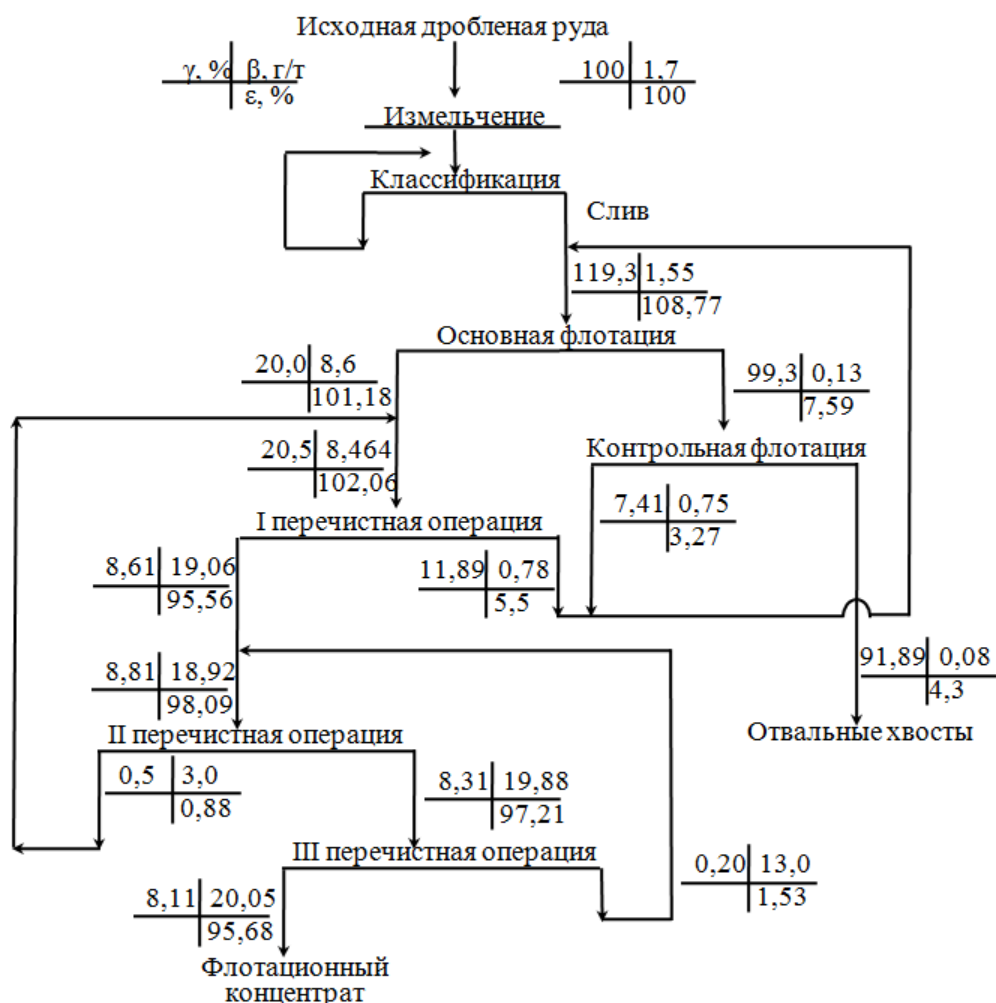 Исходная дробленая руда
γ, % β, г/т
ε, %
100 1,7
100
Измельчение
Классификация
Слив
119,3 1,55
108,77
Основная флотация
20,0 8,6
101,18
99,3 0,13
7,59
20,5 8,464
102,06
Контрольная флотация
7,41 0,75
3,27
I перечистная операция
8,61 19,06
95,56
11,89 0,78
5,5
8,81 18,92
98,09
91,89 0,08
4,3
Отвальные хвосты
II перечистная операция
0,5 3,0
0,88
8,31 19,88
97,21
III перечистная операция
0,20 13,0
1,53
8,11 20,05
95,68
Флотационный
концентрат